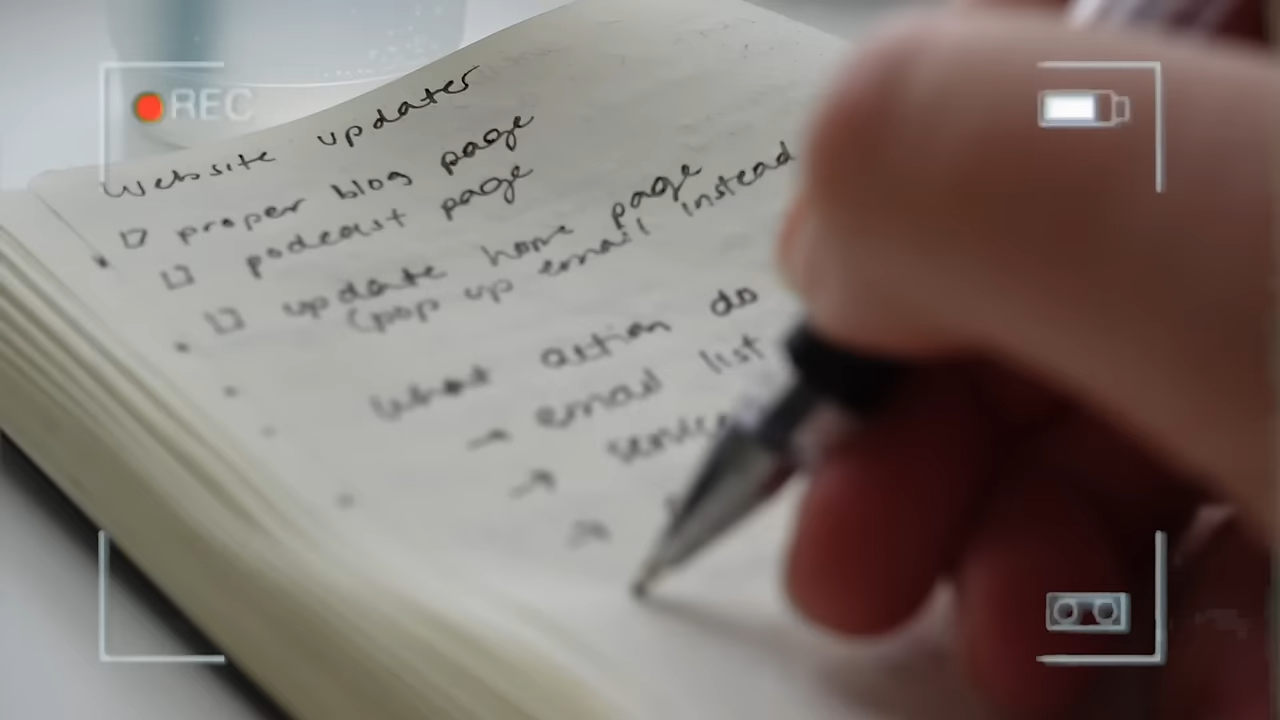 REC
Website updates
proper blog page
podcast page
update home page
(pop up email instead
What action do
→ email list
→ service
→